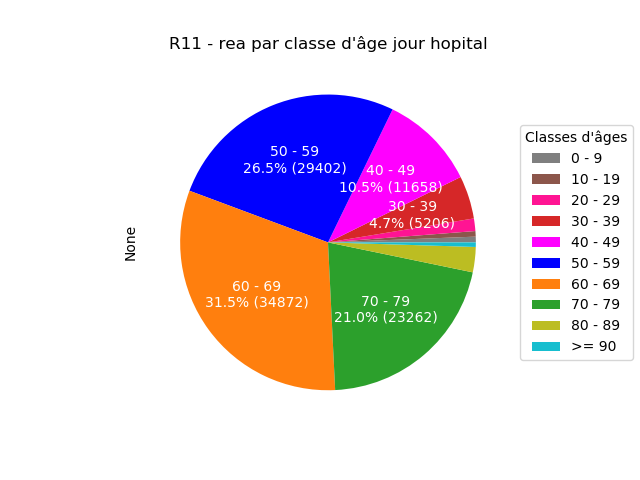 R11 - rea par classe d'âge jour hopital
None
50 - 59
26.5% (29402)
40 - 49
10.5% (11658)
30 - 39
4.7% (5206)
60 - 69
31.5% (34872)
70 - 79
21.0% (23262)
Classes d'âges
0 - 9
10 - 19
20 - 29
30 - 39
40 - 49
50 - 59
60 - 69
70 - 79
80 - 89
>= 90